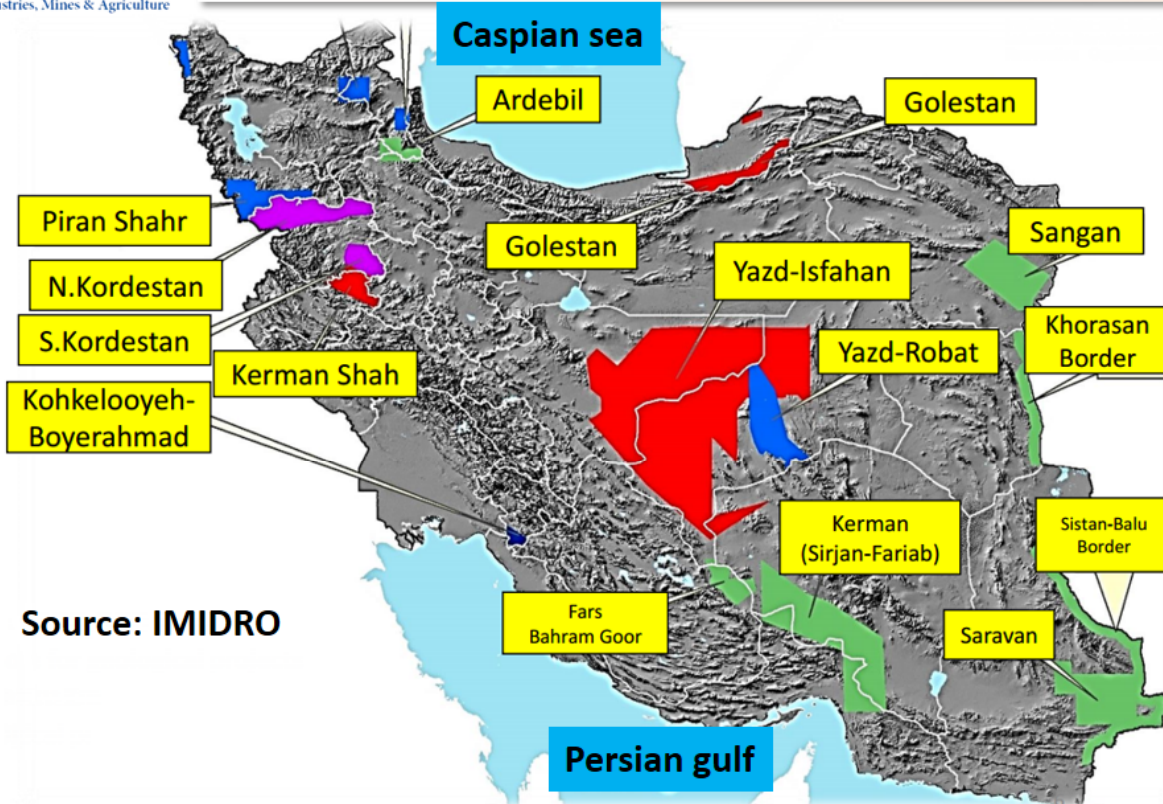 Industries, Mines & Agriculture
Caspian sea
Ardebil
Golestan
Piran Shahr
Golestan
Sangan
Yazd-Isfahan
N.Kordestan
S.Kordestan
Khorasan
Border
Yazd-Robat
Kerman Shah
Kohkelooyeh-
Boyerahmad
Kerman
(Sirjan-Fariab)
Sistan-Balu
Border
Source: IMIDRO
Fars
Bahram Goor
Saravan
Persian gulf